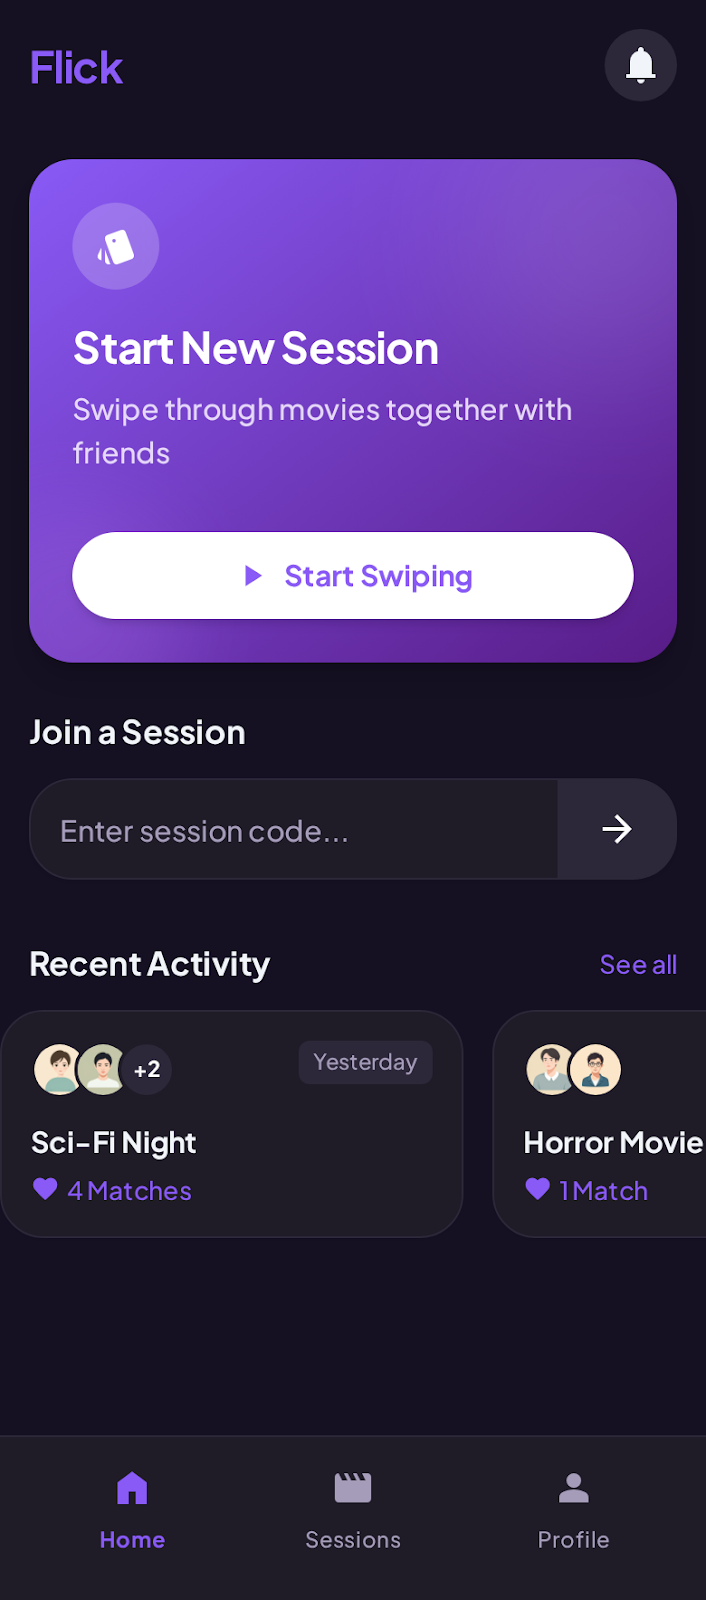 Flick
Start New Session
Swipe through movies together with
friends
Start Swiping
Join a Session
Enter session code...
Recent Activity
See all
+2
Yesterday
Sci-Fi Night
4 Matches
Horror Movie
1 Match
Home
Sessions
Profile